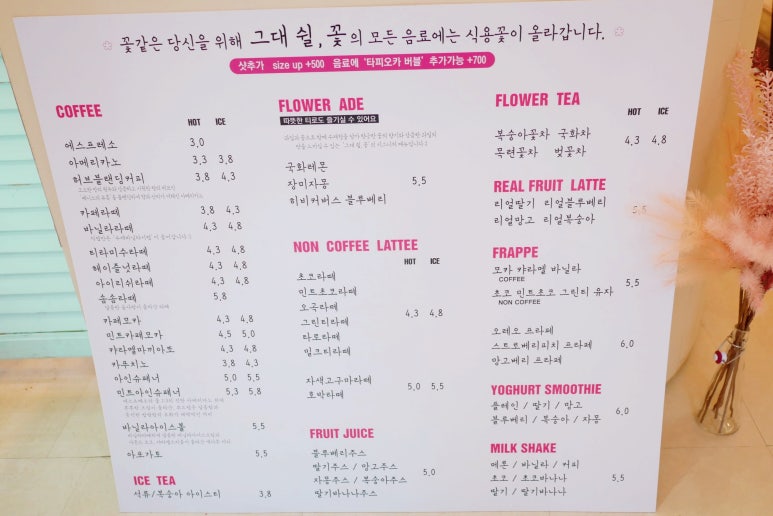 꽃같은 당신을 위해 그대 쉴, 꽃 의 모든 음료에는 식용꽃이 올라갑니다.
샷추가 size up +500 음료에 '타피오카 버블' 추가가능 +700
COFFEE
HOT ICE
에스프레소 3,0
아메리카노 3,3 3,8
허브블랜딩커피 3,8 4,3
카페라떼 3,8 4,3
바닐라라떼 4,3 4,8
티라미수라떼 4,3 4,8
헤이즐넛라떼 4,3 4,8
아이리쉬라떼 4,3 4,8
솜솜라떼 5,8
카페모카 4,3 4,8
민트카페모카 4,5 5,0
카라멜마끼아또 4,3 4,8
카푸치노 3,8 4,3
아인슈페너 5,0 5,5
민트아인슈페너 5,3 5,8
바닐라아이스볼 5,5
아포가토 5,5
ICE TEA
석류/복숭아 아이스티 3,8
FLOWER ADE
따뜻한 티로도 즐기실 수 있어요
국화레몬
장미자몽 5,5
히비커버스 블루베리
NON COFFEE LATTEE
HOT ICE
초코라떼
민트초코라떼
오곡라떼
그린티라떼 4,3 4,8
타로라떼
밀크티라떼
자색고구마라떼 5,0 5,5
호박라떼
FRUIT JUICE
블루베리주스
딸기주스 / 망고주스
자몽주스 / 복숭아주스 5,0
딸기바나나주스
FLOWER TEA
HOT ICE
복숭아꽃차 국화차 4,3 4,8
목련꽃차 벚꽃차
REAL FRUIT LATTE
리얼딸기 리얼블루베리 5,5
리얼망고 리얼복숭아
FRAPPE
모카 캬라멜 바닐라
COFFEE
5,5
초코 민트초코 그린티 유자
NON COFFEE
오레오 프라페
스트로베리피치 프라페 6,0
망고베리 프라페
YOGHURT SMOOTHIE
플레인 / 딸기 / 망고 6,0
블루베리 / 복숭아 / 자몽
MILK SHAKE
메론 / 바닐라 / 커피
초코 / 초코바나나 5,5
딸기 / 딸기바나나